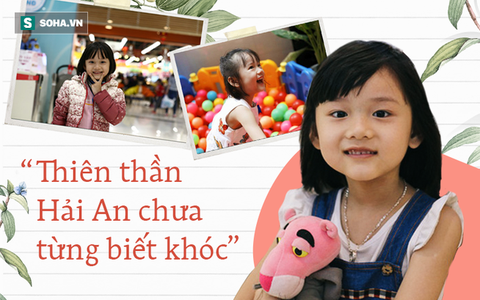 S SOHA.VN
“Thiên thần
Hải An chưa
từng biết khóc”